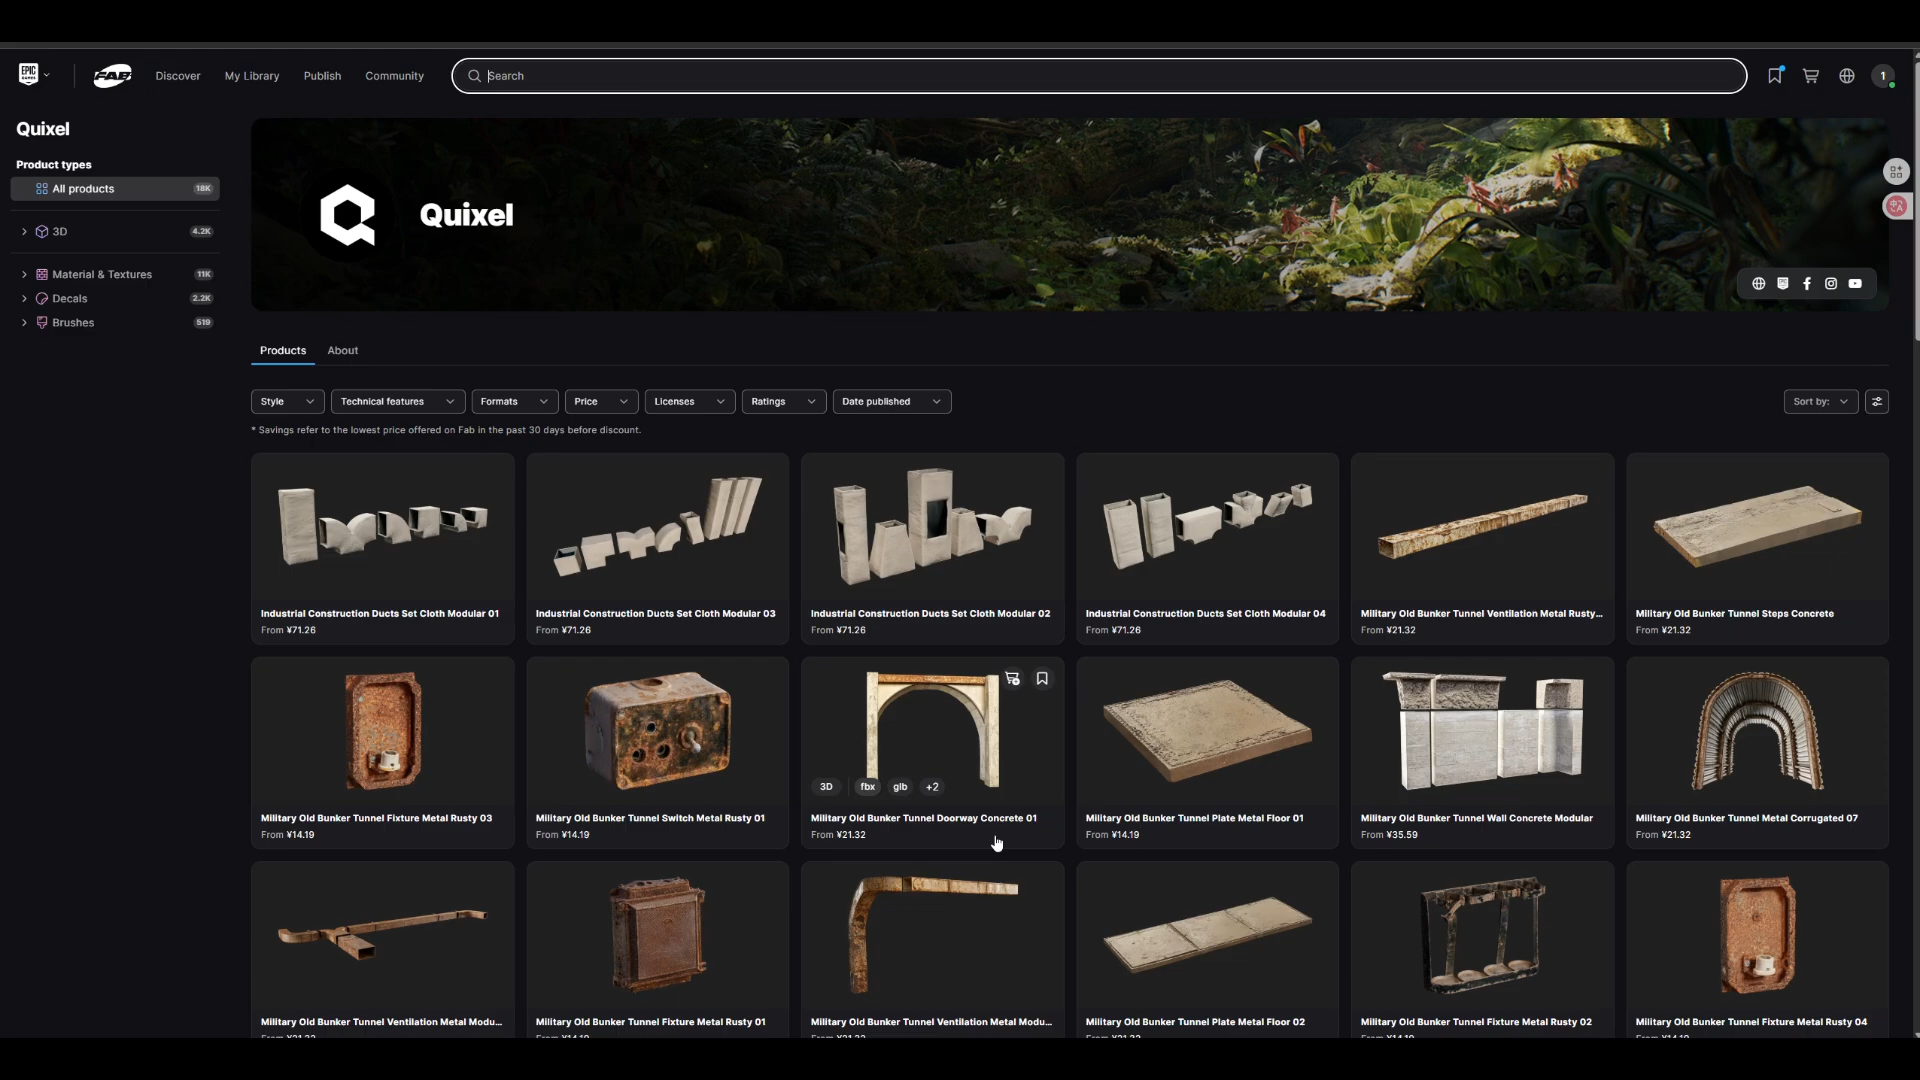 EPIC GAMES
FAB
Discover
My Library
Publish
Community
Search
1
Quixel
Product types
All products 18K
3D 4.2K
Material & Textures 11K
Decals 2.2K
Brushes 519
Quixel
Products
About
Style
Technical features
Formats
Price
Licenses
Ratings
Date published
Sort by:
* Savings refer to the lowest price offered on Fab in the past 30 days before discount.
Industrial Construction Ducts Set Cloth Modular 01
From ¥71.26
Industrial Construction Ducts Set Cloth Modular 03
From ¥71.26
Industrial Construction Ducts Set Cloth Modular 02
From ¥71.26
Industrial Construction Ducts Set Cloth Modular 04
From ¥71.26
Military Old Bunker Tunnel Ventilation Metal Rusty...
From ¥21.32
Military Old Bunker Tunnel Steps Concrete
From ¥21.32
Military Old Bunker Tunnel Fixture Metal Rusty 03
From ¥14.19
Military Old Bunker Tunnel Switch Metal Rusty 01
From ¥14.19
3D fbx glb +2
Military Old Bunker Tunnel Doorway Concrete 01
From ¥21.32
Military Old Bunker Tunnel Plate Metal Floor 01
From ¥14.19
Military Old Bunker Tunnel Wall Concrete Modular
From ¥35.59
Military Old Bunker Tunnel Metal Corrugated 07
From ¥21.32
Military Old Bunker Tunnel Ventilation Metal Modu...
Military Old Bunker Tunnel Fixture Metal Rusty 01
Military Old Bunker Tunnel Ventilation Metal Modu...
Military Old Bunker Tunnel Plate Metal Floor 02
Military Old Bunker Tunnel Fixture Metal Rusty 02
Military Old Bunker Tunnel Fixture Metal Rusty 04